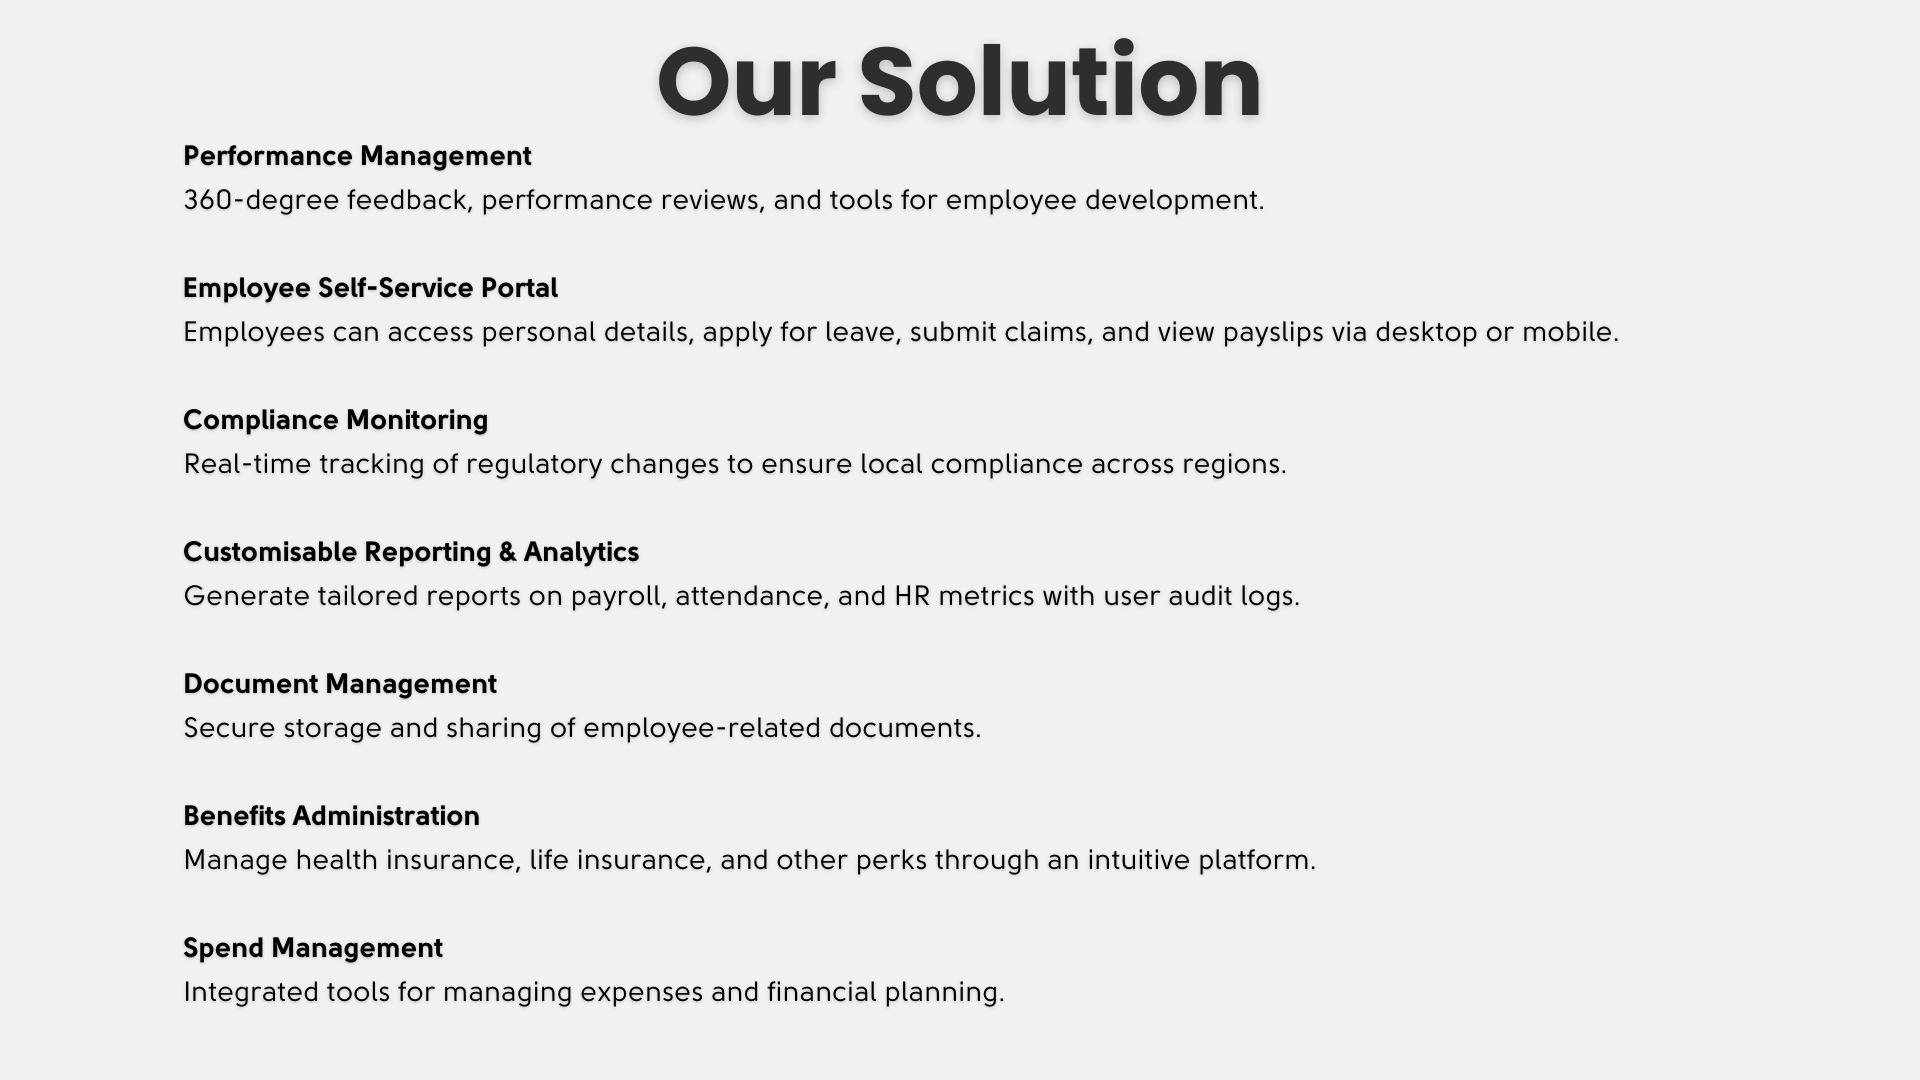 Our Solution
Performance Management
360-degree feedback, performance reviews, and tools for employee development.
Employee Self-Service Portal
Employees can access personal details, apply for leave, submit claims, and view payslips via desktop or mobile.
Compliance Monitoring
Real-time tracking of regulatory changes to ensure local compliance across regions.
Customisable Reporting & Analytics
Generate tailored reports on payroll, attendance, and HR metrics with user audit logs.
Document Management
Secure storage and sharing of employee-related documents.
Benefits Administration
Manage health insurance, life insurance, and other perks through an intuitive platform.
Spend Management
Integrated tools for managing expenses and financial planning.